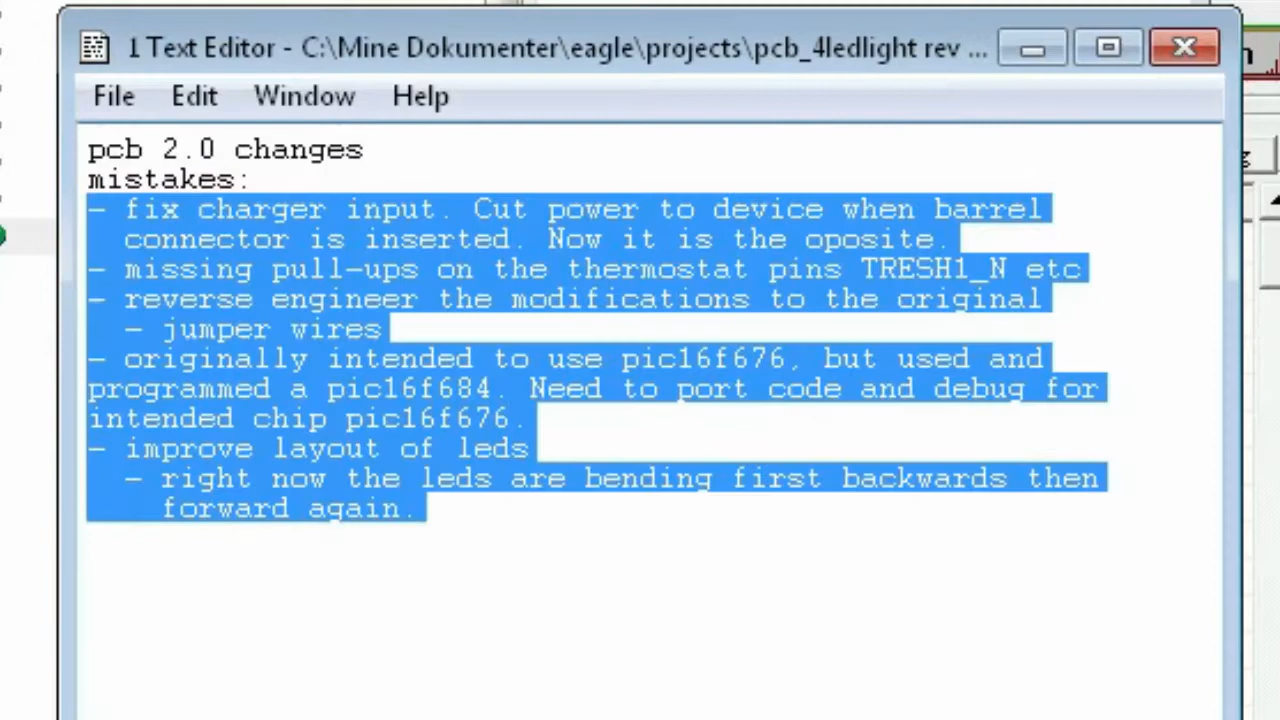 1 Text Editor - C:\Mine Dokumenter\eagle\projects\pcb_4ledlight rev ...
File Edit Window Help
pcb 2.0 changes
mistakes:
- fix charger input. Cut power to device when barrel
connector is inserted. Now it is the oposite.
- missing pull-ups on the thermostat pins TRESH1_N etc
- reverse engineer the modifications to the original
- jumper wires
- originally intended to use pic16f676, but used and
programmed a pic16f684. Need to port code and debug for
intended chip pic16f676.
- improve layout of leds
- right now the leds are bending first backwards then
forward again.